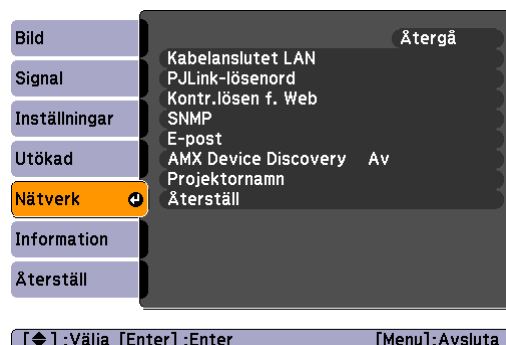 Bild
Signal
Inställningar
Utökad
Nätverk
Information
Återställ
Återgå
Kabelanslutet LAN
PJLink-lösenord
Kontr.lösen f. Web
SNMP
E-post
AMX Device Discovery Av
Projektornamn
Återställ
[ ] :Välja [Enter] :Enter [Menu]:Avsluta